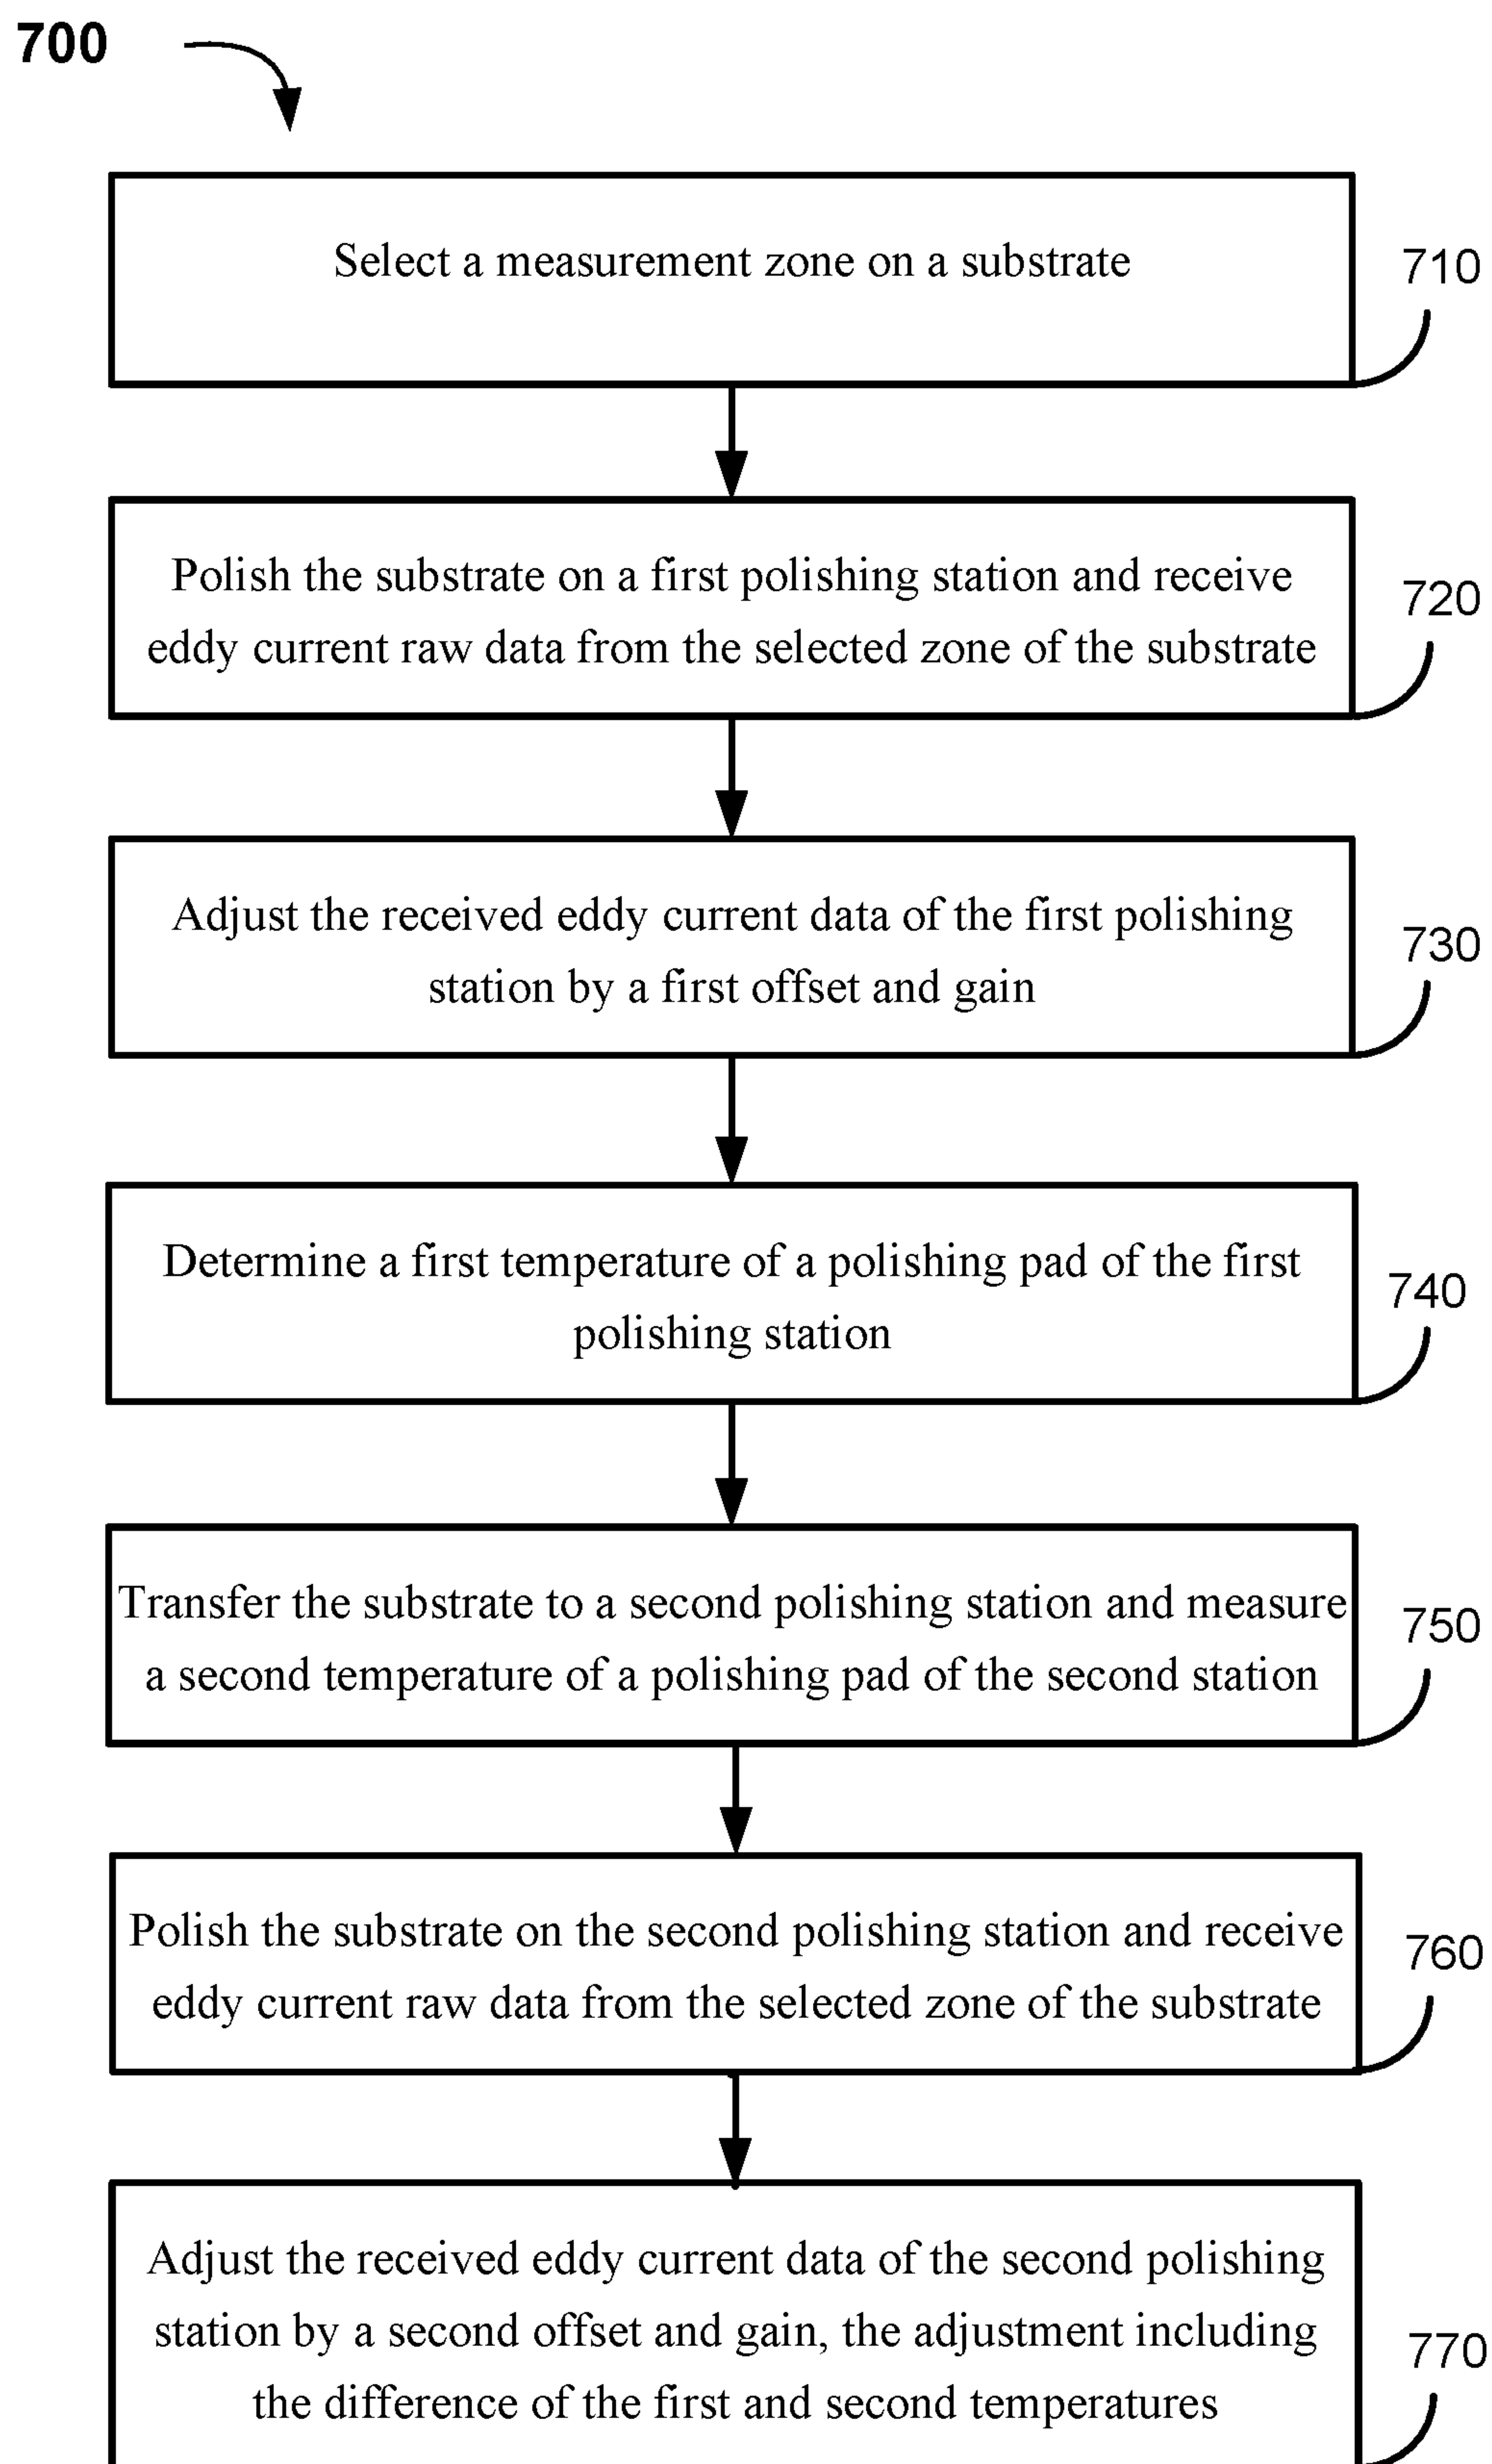 700
Select a measurement zone on a substrate
710
Polish the substrate on a first polishing station and receive
eddy current raw data from the selected zone of the substrate
720
Adjust the received eddy current data of the first polishing
station by a first offset and gain
730
Determine a first temperature of a polishing pad of the first
polishing station
740
Transfer the substrate to a second polishing station and measure
a second temperature of a polishing pad of the second station
750
Polish the substrate on the second polishing station and receive
eddy current raw data from the selected zone of the substrate
760
Adjust the received eddy current data of the second polishing
station by a second offset and gain, the adjustment including
the difference of the first and second temperatures
770